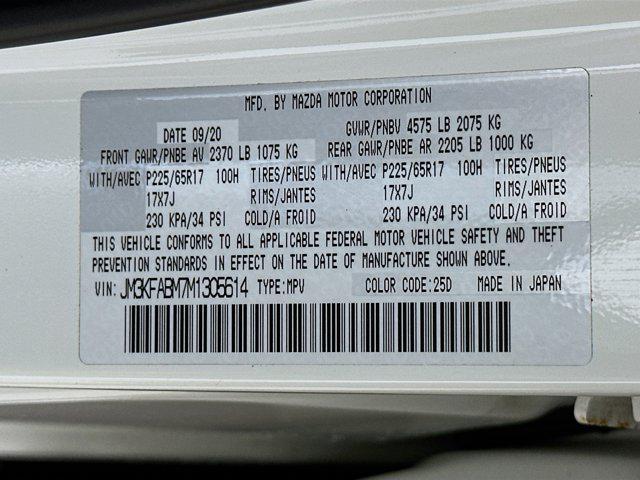 MFD. BY MAZDA MOTOR CORPORATION
DATE 09/20 GVWR/PNBV 4575 LB 2075 KG
FRONT GAWR/PNBE AV 2370 LB 1075 KG REAR GAWR/PNBE AR 2205 LB 1000 KG
WITH/AVEC P225/65R17 100H TIRES/PNEUS WITH/AVEC P225/65R17 100H TIRES/PNEUS
17X7J RIMS/JANTES 17X7J RIMS/JANTES
230 KPA/34 PSI COLD/A FROID 230 KPA/34 PSI COLD/A FROID
THIS VEHICLE CONFORMS TO ALL APPLICABLE FEDERAL MOTOR VEHICLE SAFETY AND THEFT
PREVENTION STANDARDS IN EFFECT ON THE DATE OF MANUFACTURE SHOWN ABOVE.
VIN: JM3KFABM7M1305614 TYPE:MPV COLOR CODE:25D MADE IN JAPAN